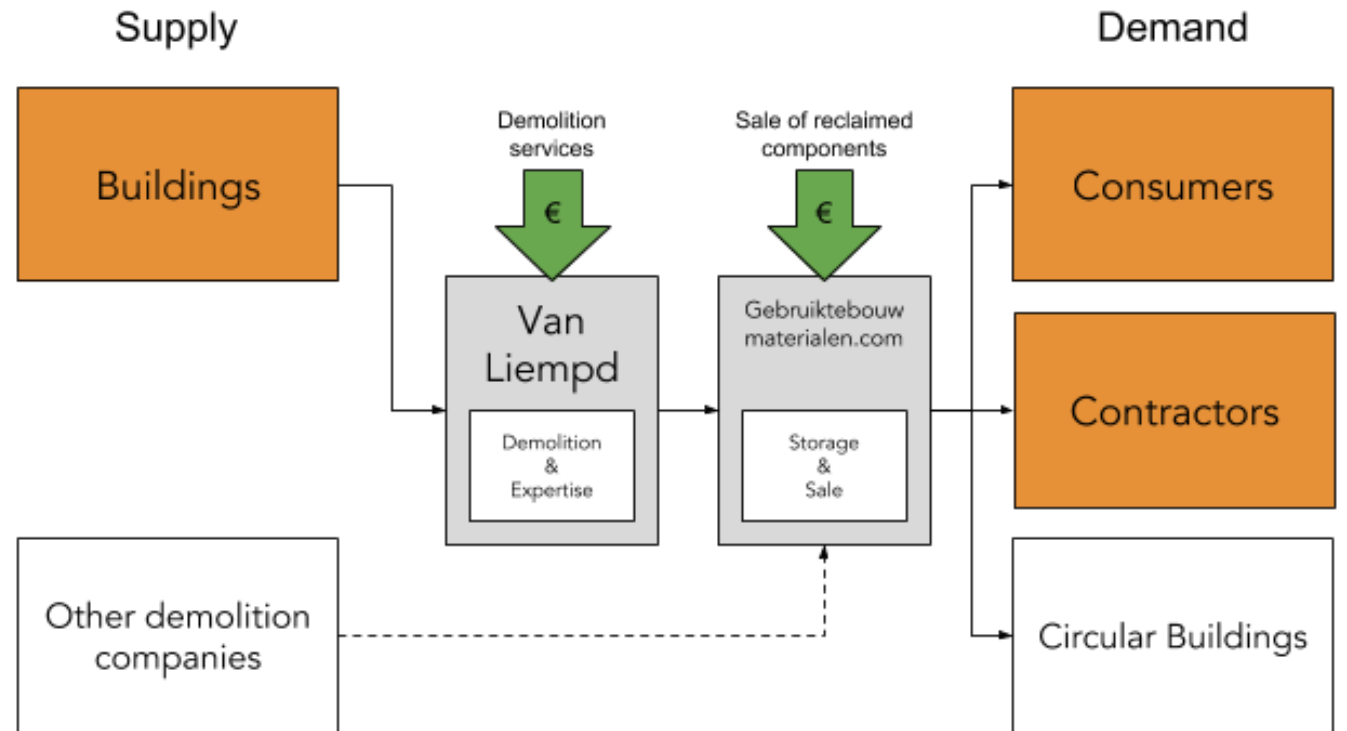 Supply
Demand
Buildings
Demolition
services
€
Sale of reclaimed
components
€
Consumers
Van
Liempd
Demolition
&
Expertise
Gebruiktebouw
materialen.com
Storage
&
Sale
Contractors
Other demolition
companies
Circular Buildings